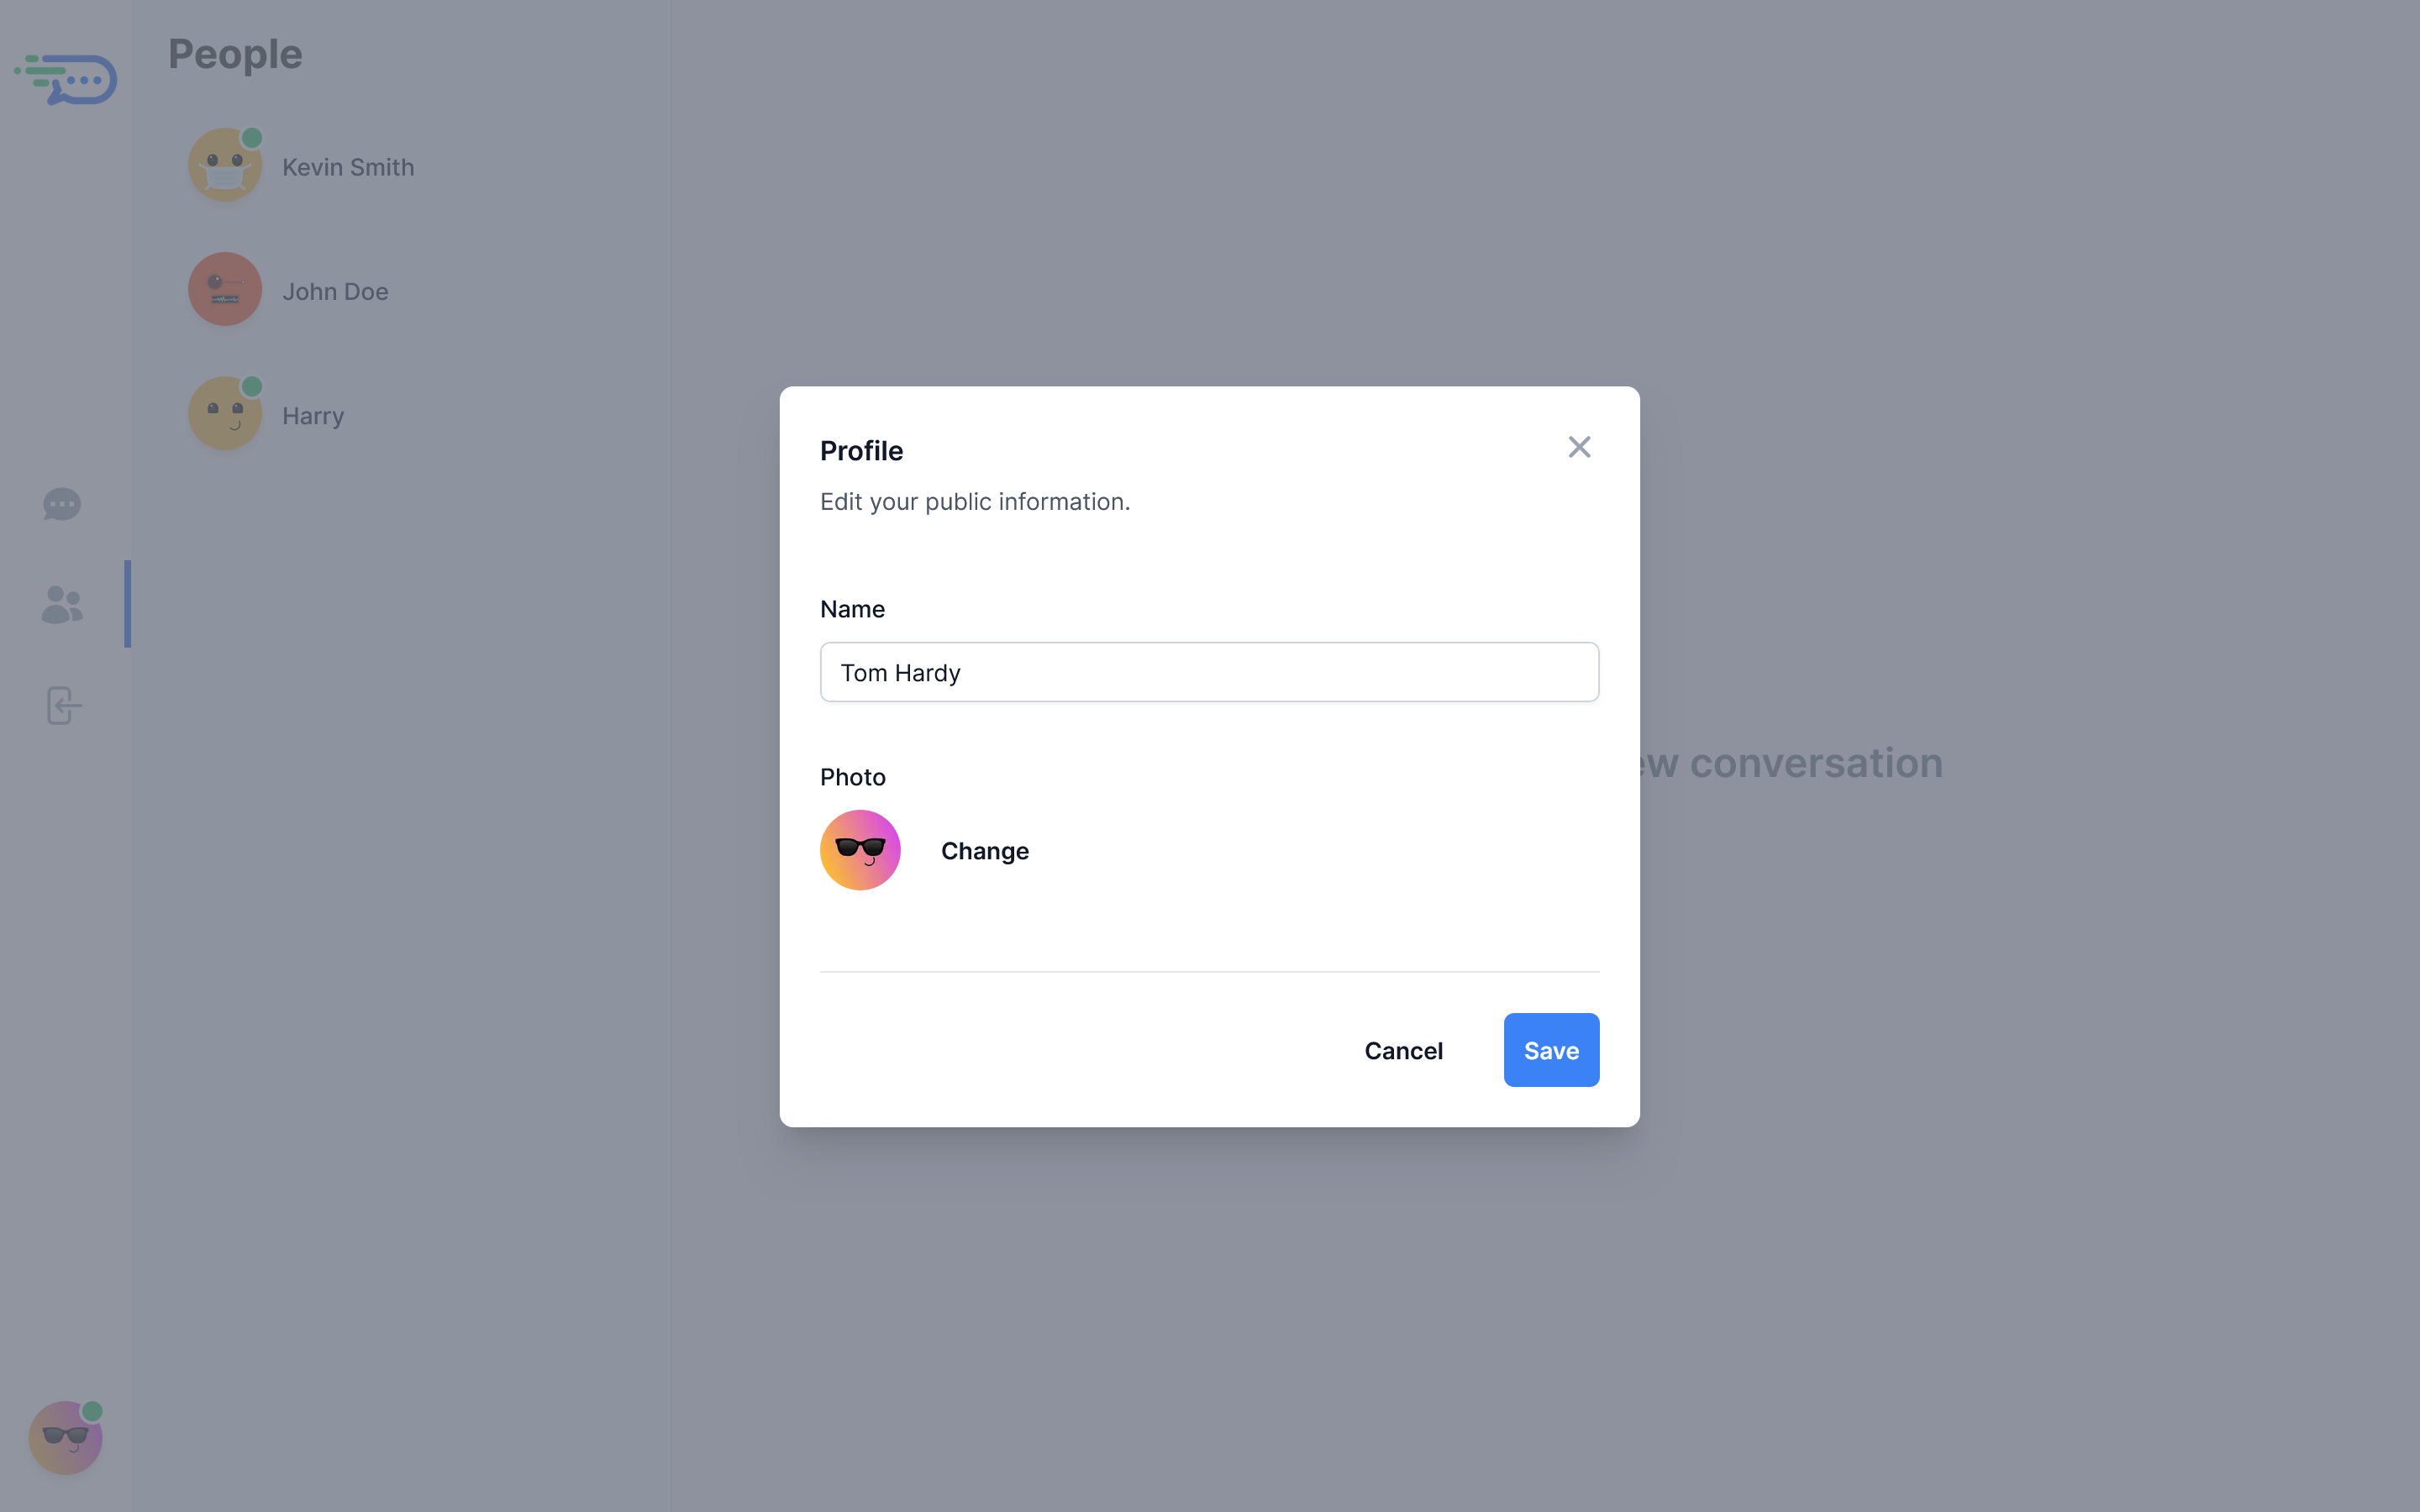 People
Kevin Smith
John Doe
Harry
Profile
Edit your public information.
Name
Tom Hardy
conversation
Photo
Change
Cancel
Save